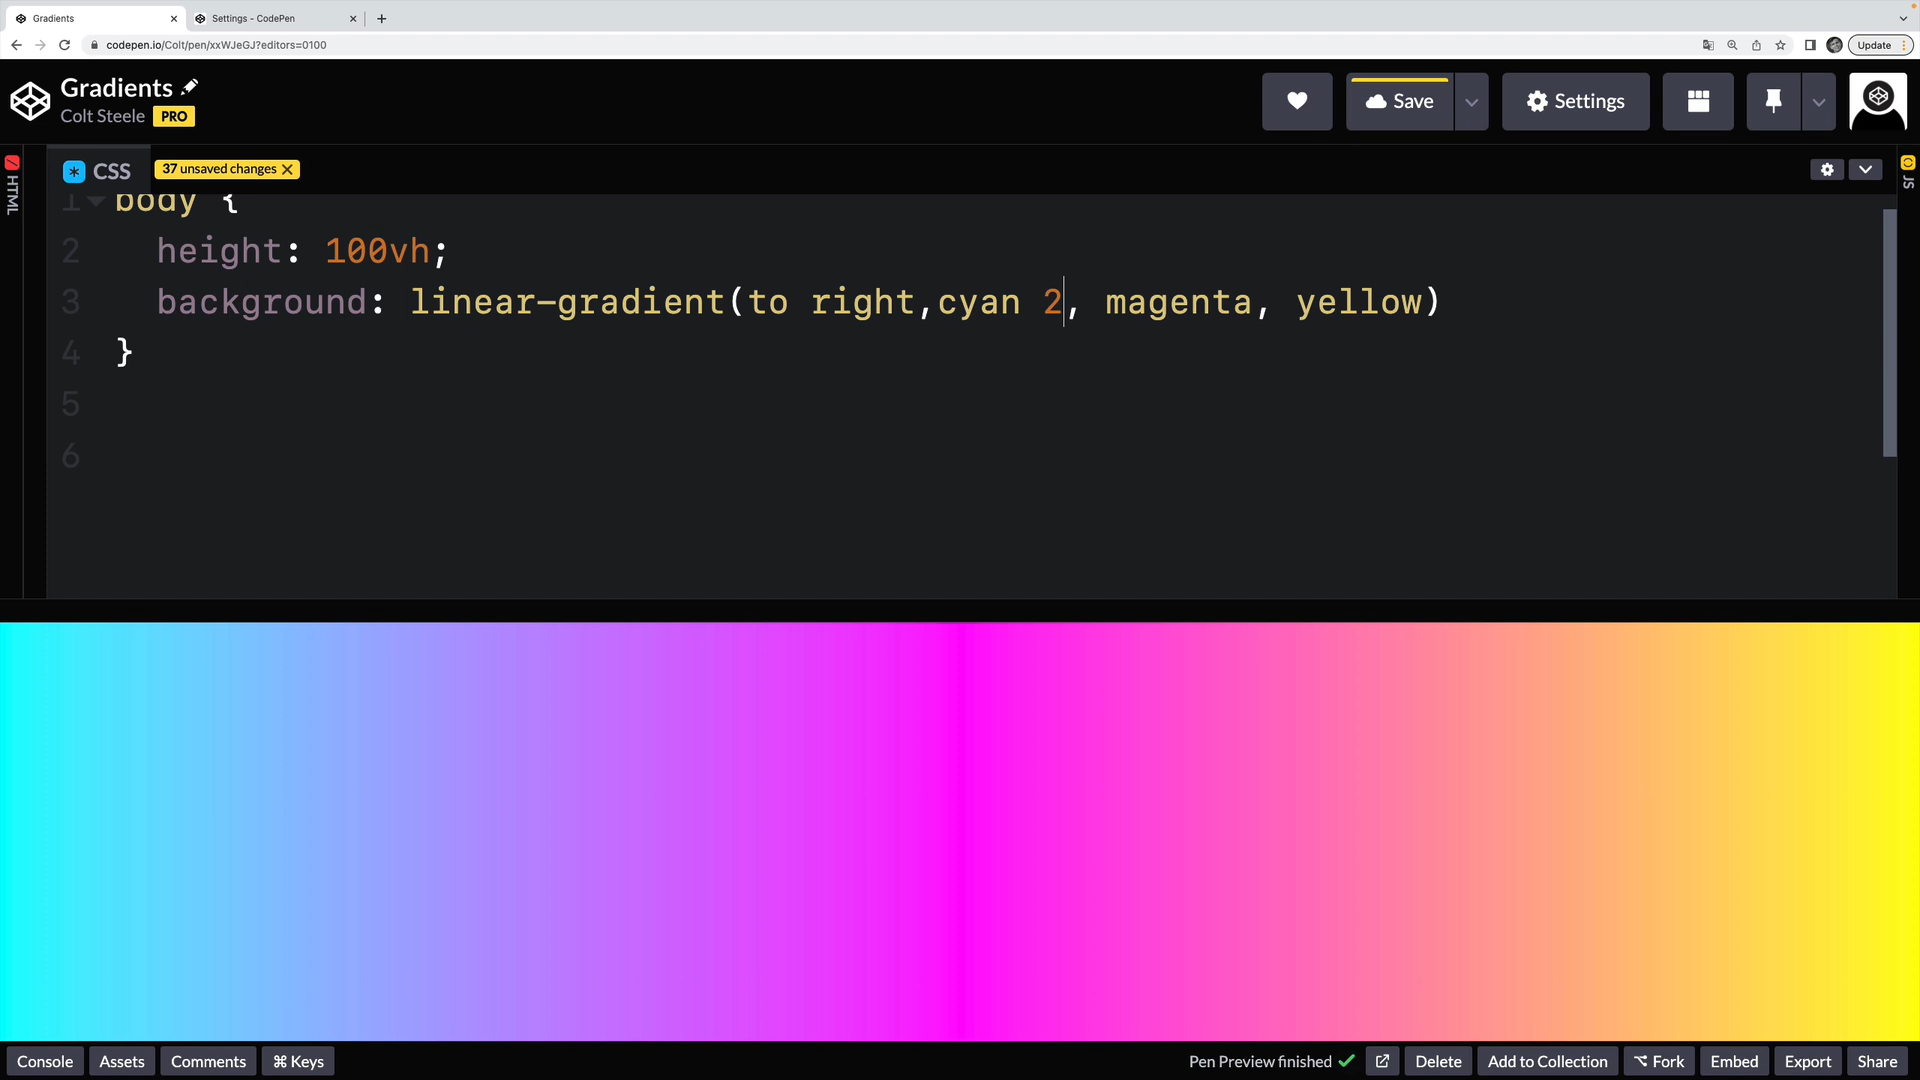 Gradients
Settings - CodePen
codepen.io/Colt/pen/xxWJeGJ?editors=0100
Update
Gradients
Colt Steele PRO
Save
Settings
HTML
CSS
37 unsaved changes
JS
1 body {
2 height: 100vh;
3 background: linear-gradient(to right,cyan 2, magenta, yellow)
4 }
5
6
Console Assets Comments ⌘ Keys Pen Preview finished Delete Add to Collection ⌥ Fork Embed Export Share